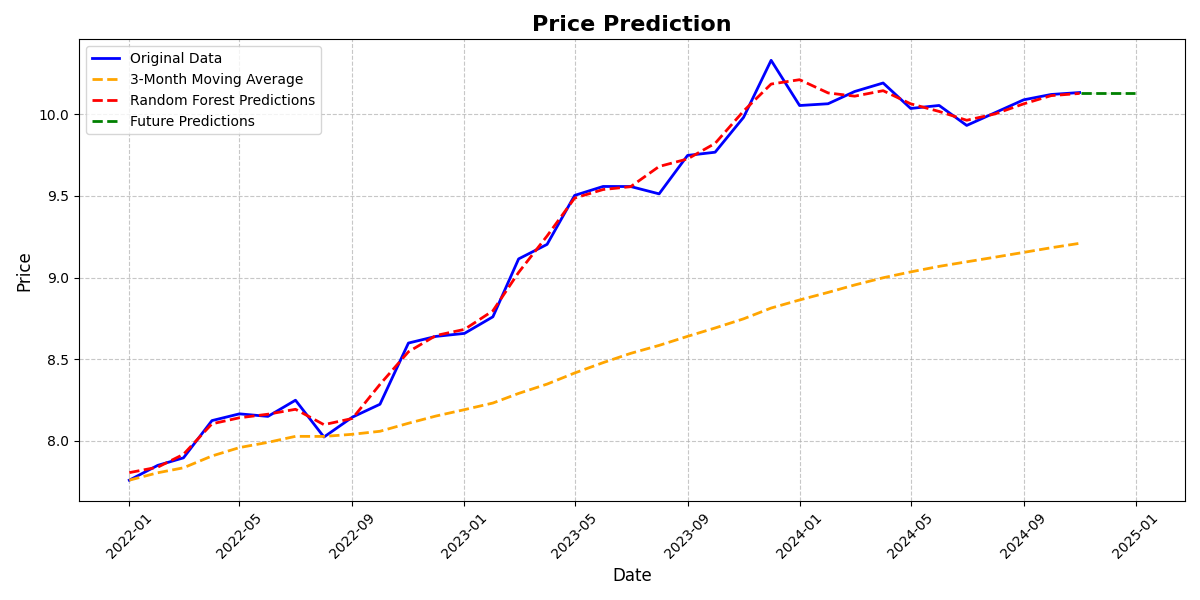 Price Prediction
Original Data
3-Month Moving Average
Random Forest Predictions
Future Predictions
Price
10.0
9.5
9.0
8.5
8.0
2022-01
2022-05
2022-09
2023-01
2023-05
2023-09
2024-01
2024-05
2024-09
2025-01
Date